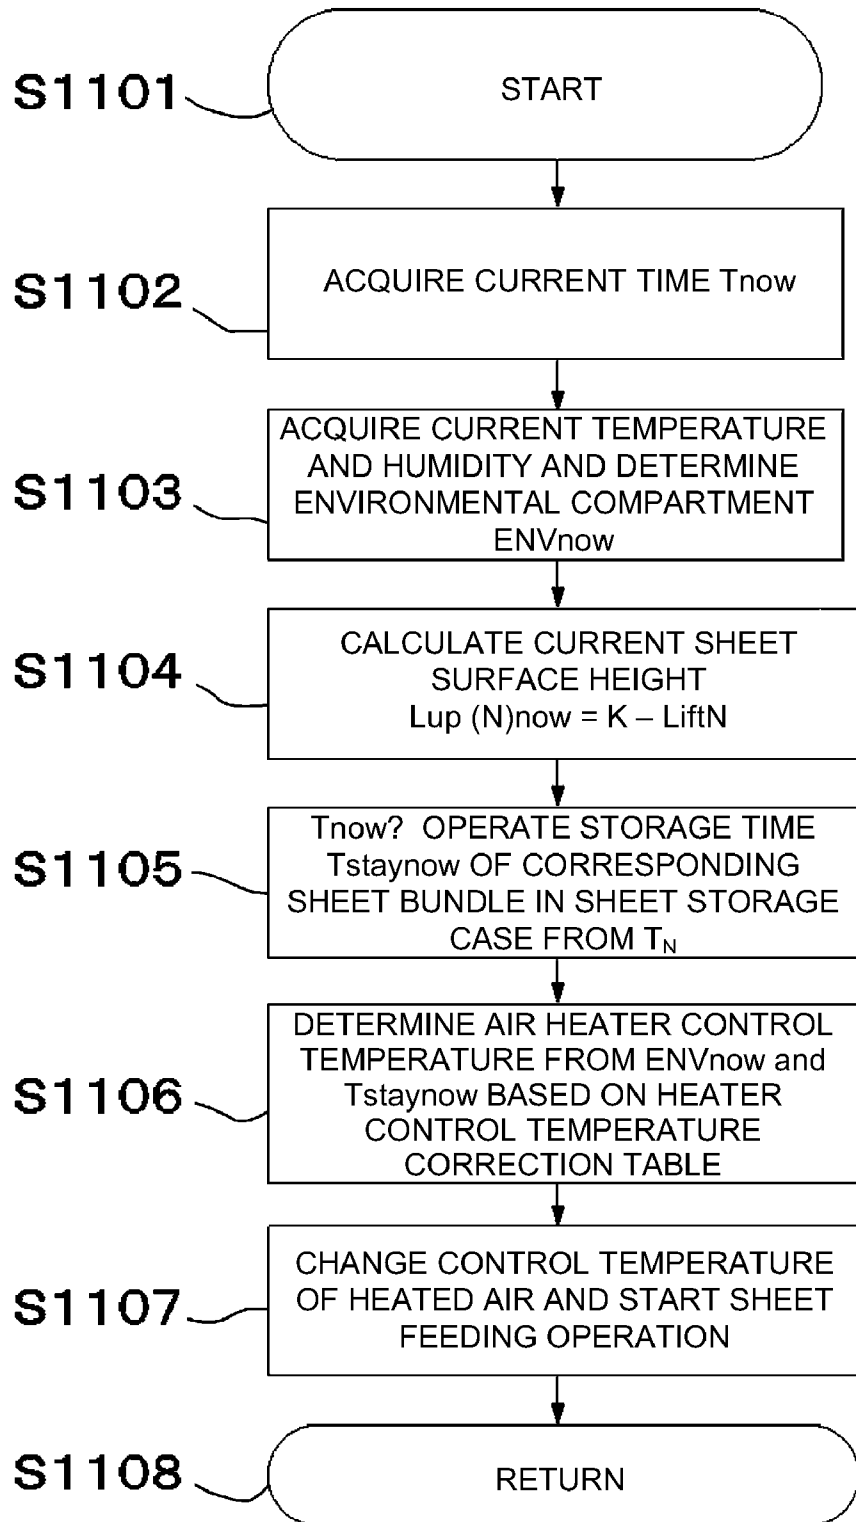 S1101
START
S1102
ACQUIRE CURRENT TIME Tnow
S1103
ACQUIRE CURRENT TEMPERATURE
AND HUMIDITY AND DETERMINE
ENVIRONMENTAL COMPARTMENT
ENVnow
S1104
CALCULATE CURRENT SHEET
SURFACE HEIGHT
Lup (N)now = K – LiftN
S1105
Tnow? OPERATE STORAGE TIME
Tstaynow OF CORRESPONDING
SHEET BUNDLE IN SHEET STORAGE
CASE FROM TN
S1106
DETERMINE AIR HEATER CONTROL
TEMPERATURE FROM ENVnow and
Tstaynow BASED ON HEATER
CONTROL TEMPERATURE
CORRECTION TABLE
S1107
CHANGE CONTROL TEMPERATURE
OF HEATED AIR AND START SHEET
FEEDING OPERATION
S1108
RETURN